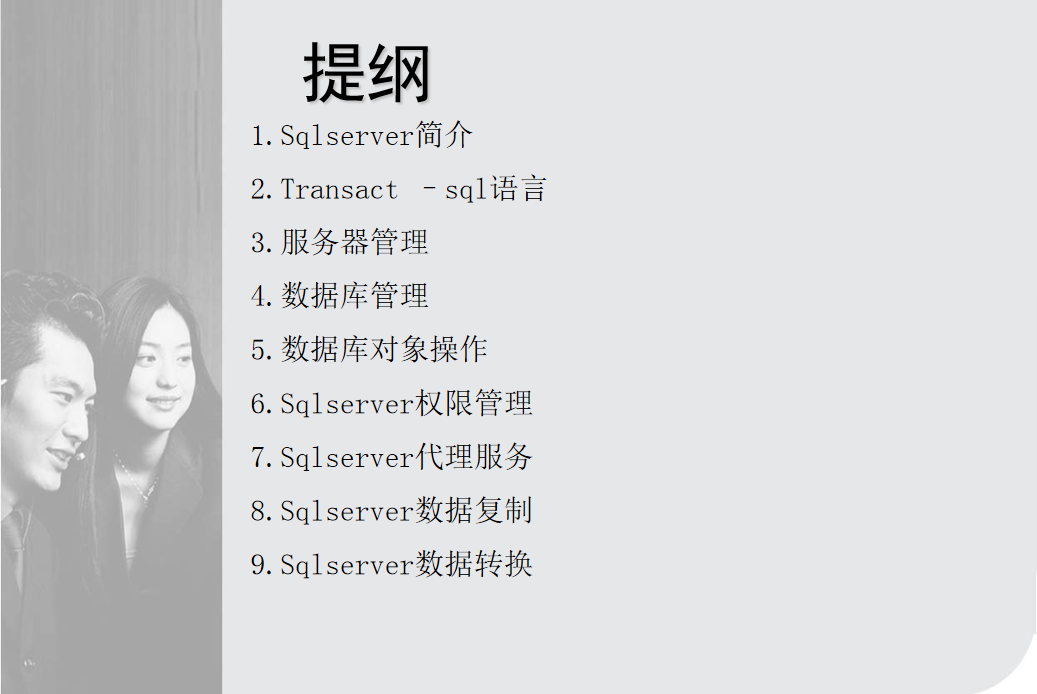 提纲
1.Sqlserver简介
2.Transact －sql语言
3.服务器管理
4.数据库管理
5.数据库对象操作
6.Sqlserver权限管理
7.Sqlserver代理服务
8.Sqlserver数据复制
9.Sqlserver数据转换